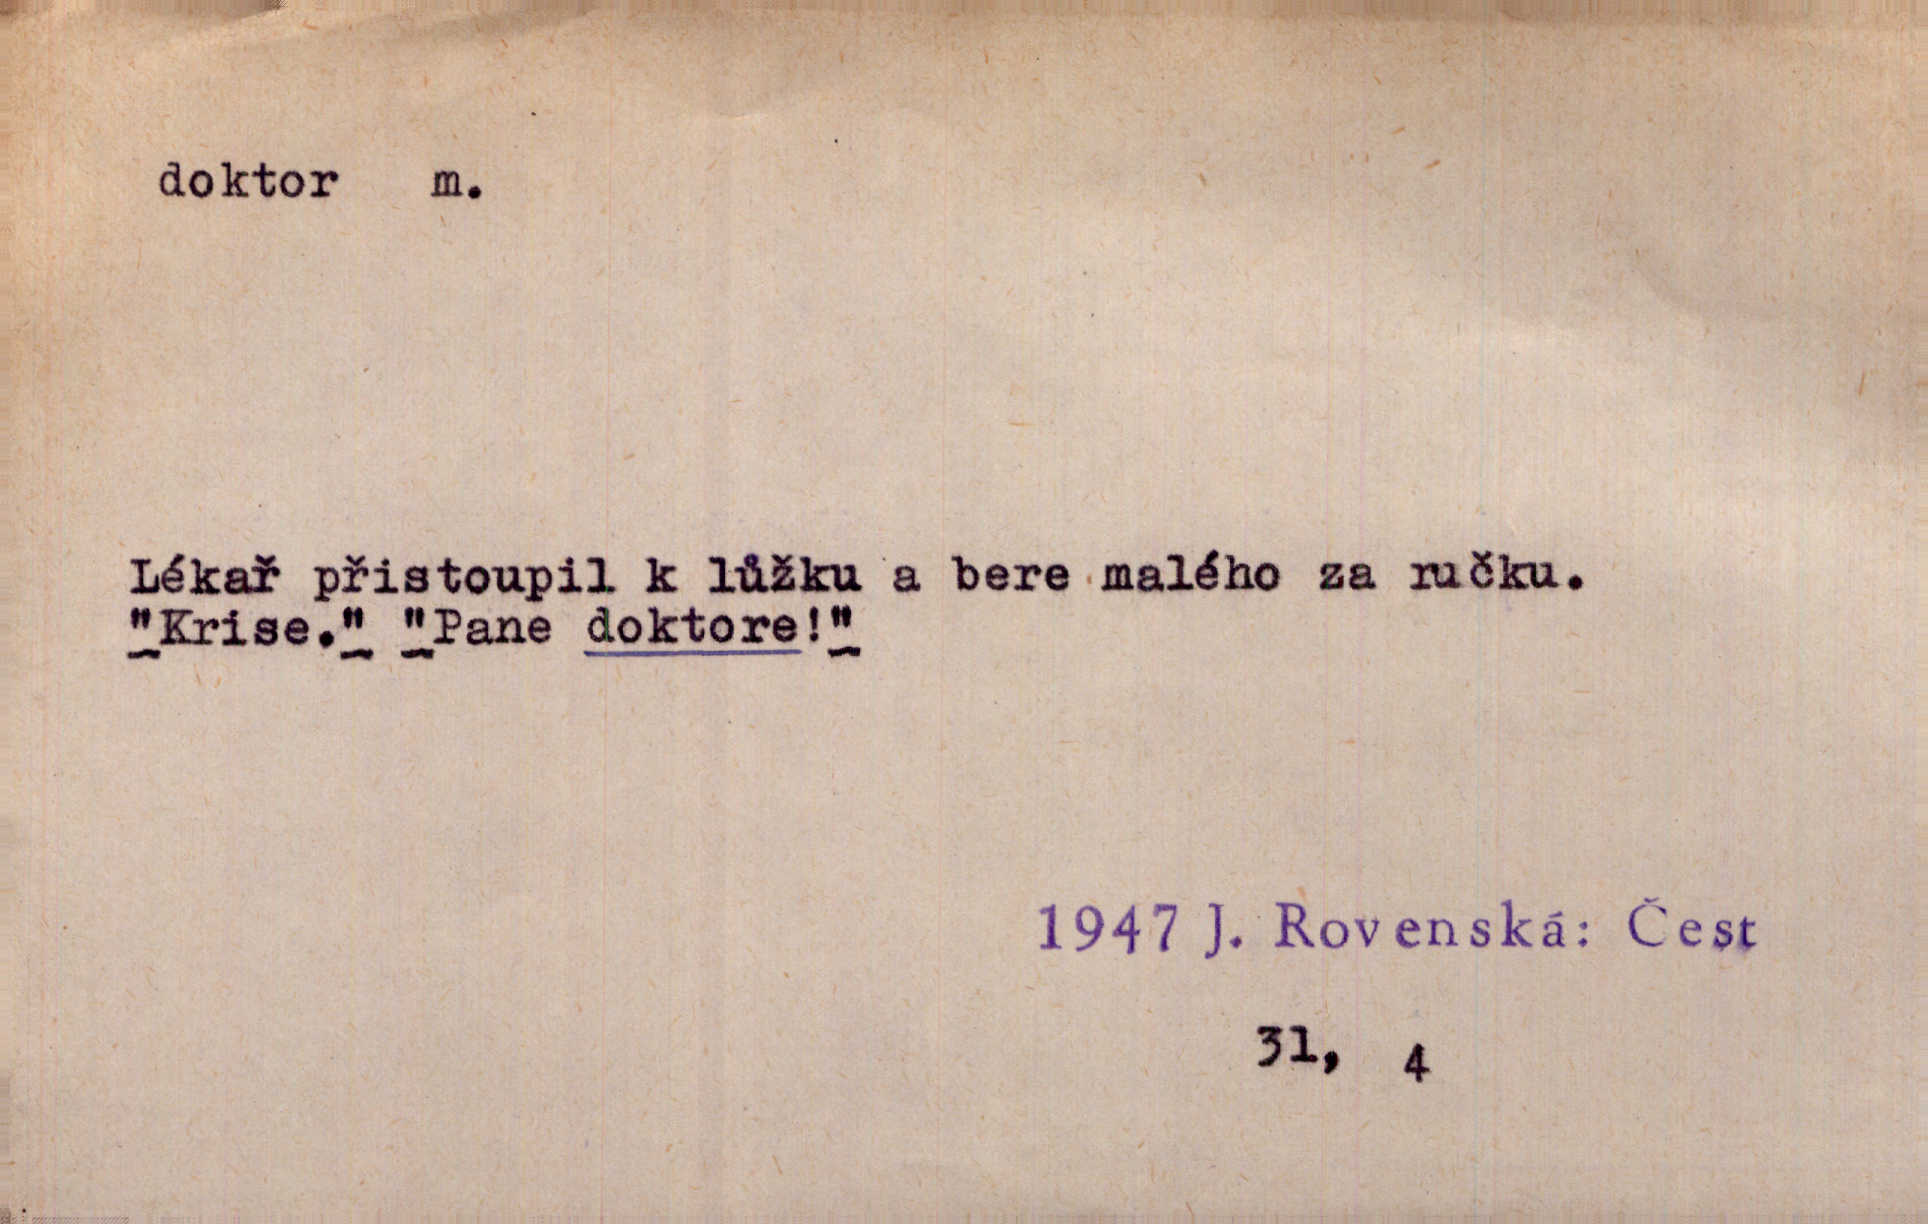 doktor m.
Lékař přistoupil k lůžku a bere malého za ručku.
"Krise." "Pane doktore!"
1947 J. Rovenská: Čest
31, 4